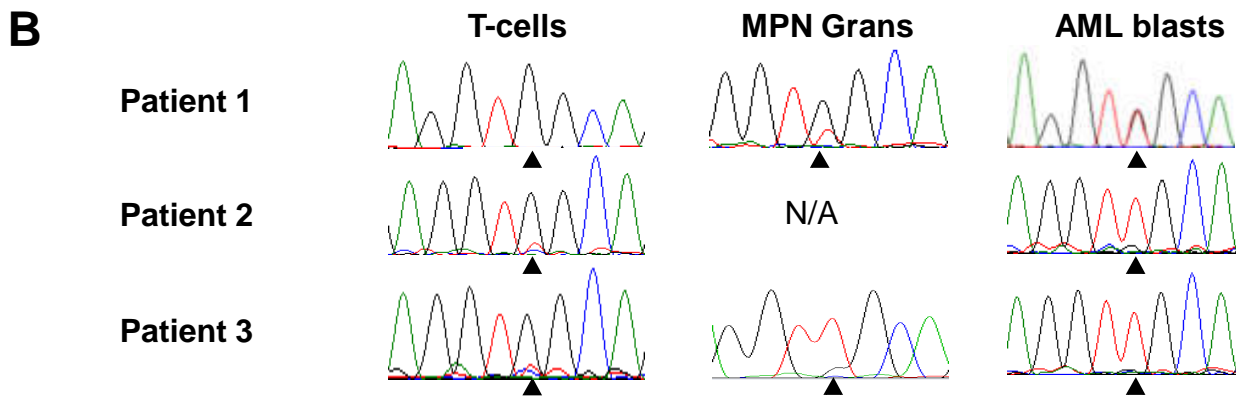 B
T-cells MPN Grans AML blasts
Patient 1
Patient 2 N/A
Patient 3